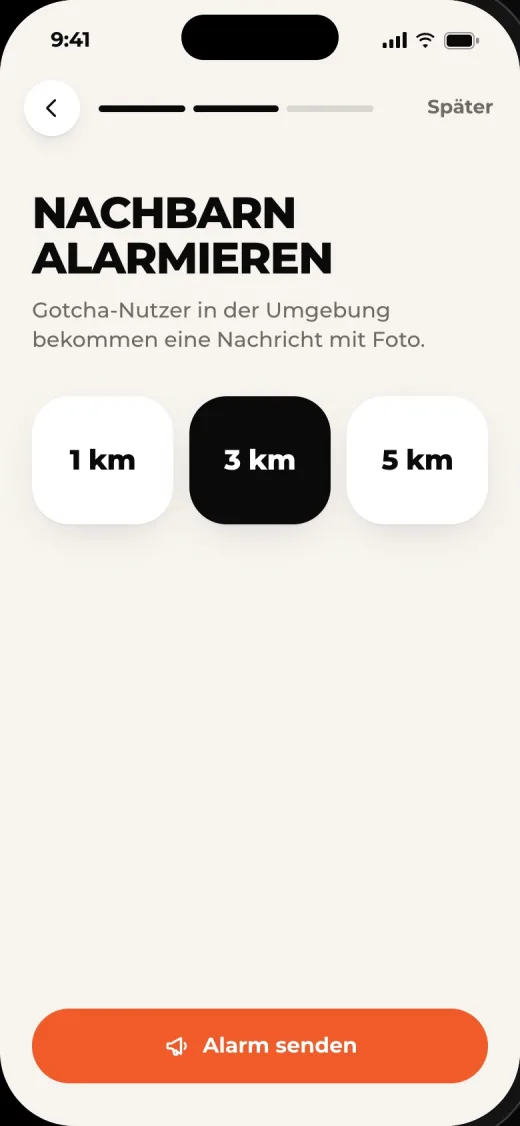 9:41
Später
NACHBARN
ALARMIEREN
Gotcha-Nutzer in der Umgebung
bekommen eine Nachricht mit Foto.
1 km
3 km
5 km
Alarm senden